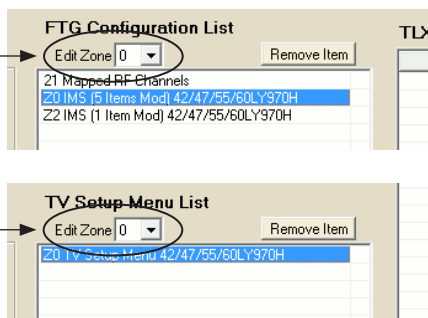 FTG Configuration List
TLX
Edit Zone 0
Remove Item
21 Mapped RF Channels
Z0 IMS (5 Items Mod) 42/47/55/60LY970H
Z2 IMS (1 Item Mod) 42/47/55/60LY970H
TV Setup Menu List
Edit Zone 0
Remove Item
Z0 TV Setup Menu 42/47/55/60LY970H